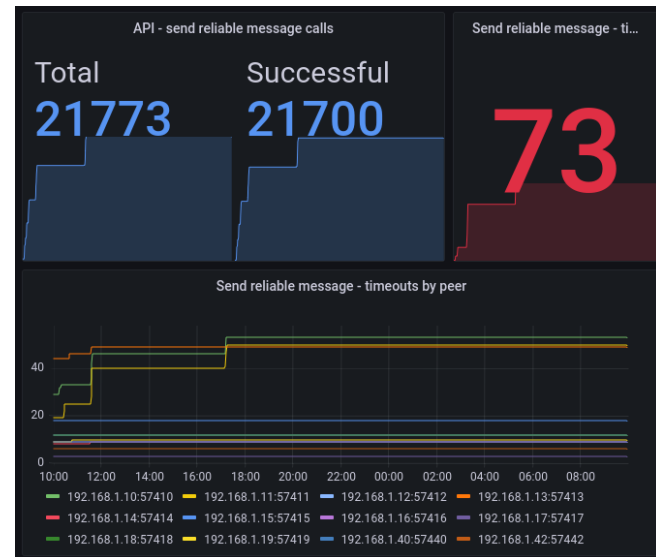 API - send reliable message calls
Send reliable message - ti...
Total
Successful
21773
21700
73
Send reliable message - timeouts by peer
40
20
0
10:00 12:00 14:00 16:00 18:00 20:00 22:00 00:00 02:00 04:00 06:00 08:00
192.168.1.10:57410 192.168.1.11:57411 192.168.1.12:57412 192.168.1.13:57413
192.168.1.14:57414 192.168.1.15:57415 192.168.1.16:57416 192.168.1.17:57417
192.168.1.18:57418 192.168.1.19:57419 192.168.1.40:57440 192.168.1.42:57442